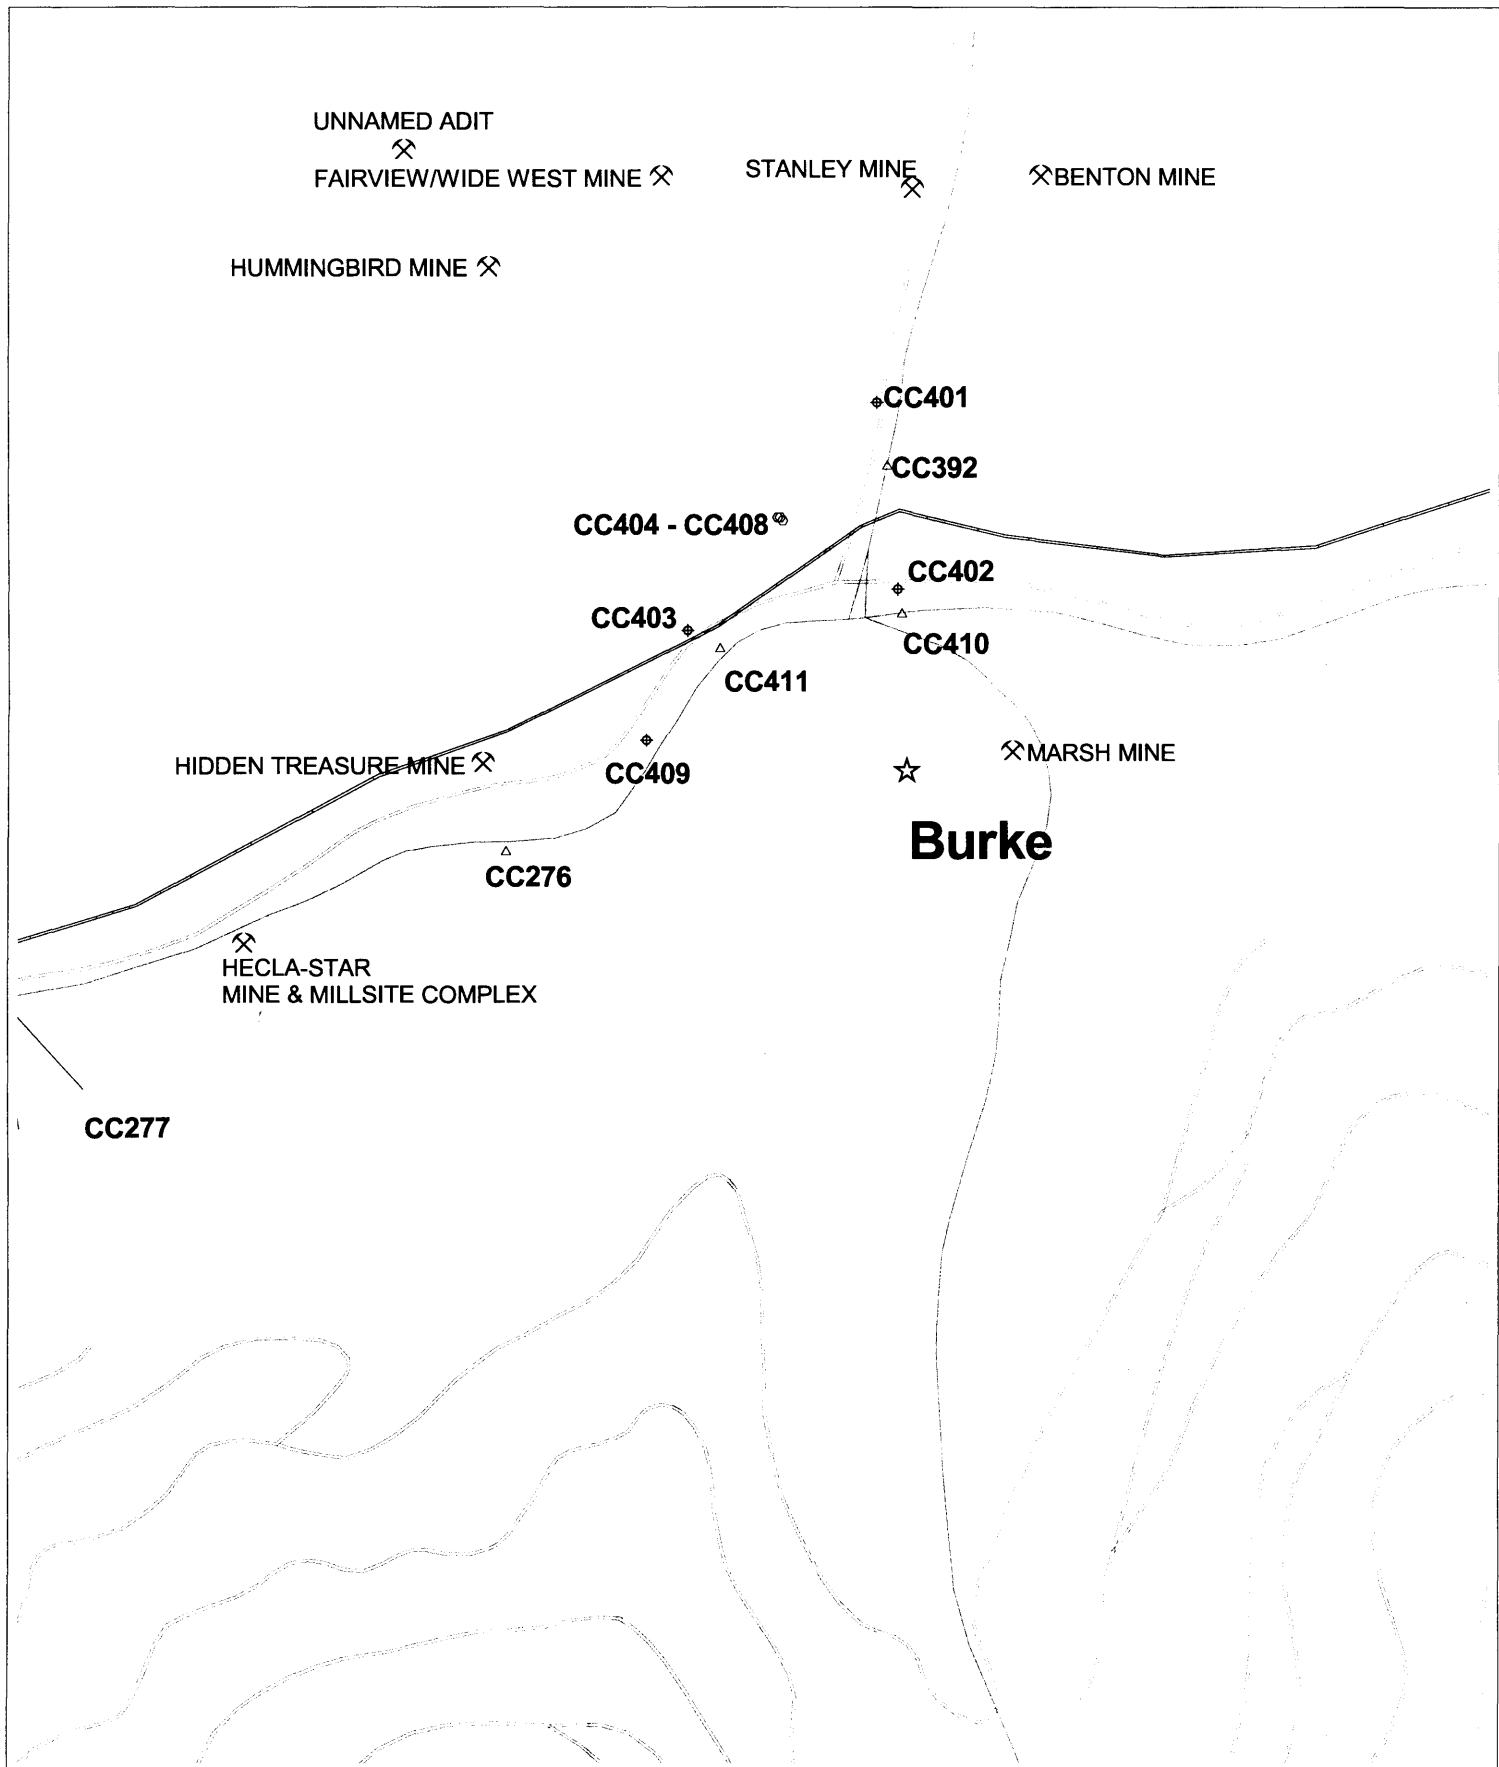 UNNAMED ADIT
FAIRVIEW/WIDE WEST MINE
STANLEY MINE
BENTON MINE
HUMMINGBIRD MINE
CC401
CC392
CC404 - CC408
CC402
CC403
CC410
CC411
HIDDEN TREASURE MINE
CC409
MARSH MINE
Burke
CC276
HECLA-STAR
MINE & MILLSITE COMPLEX
CC277